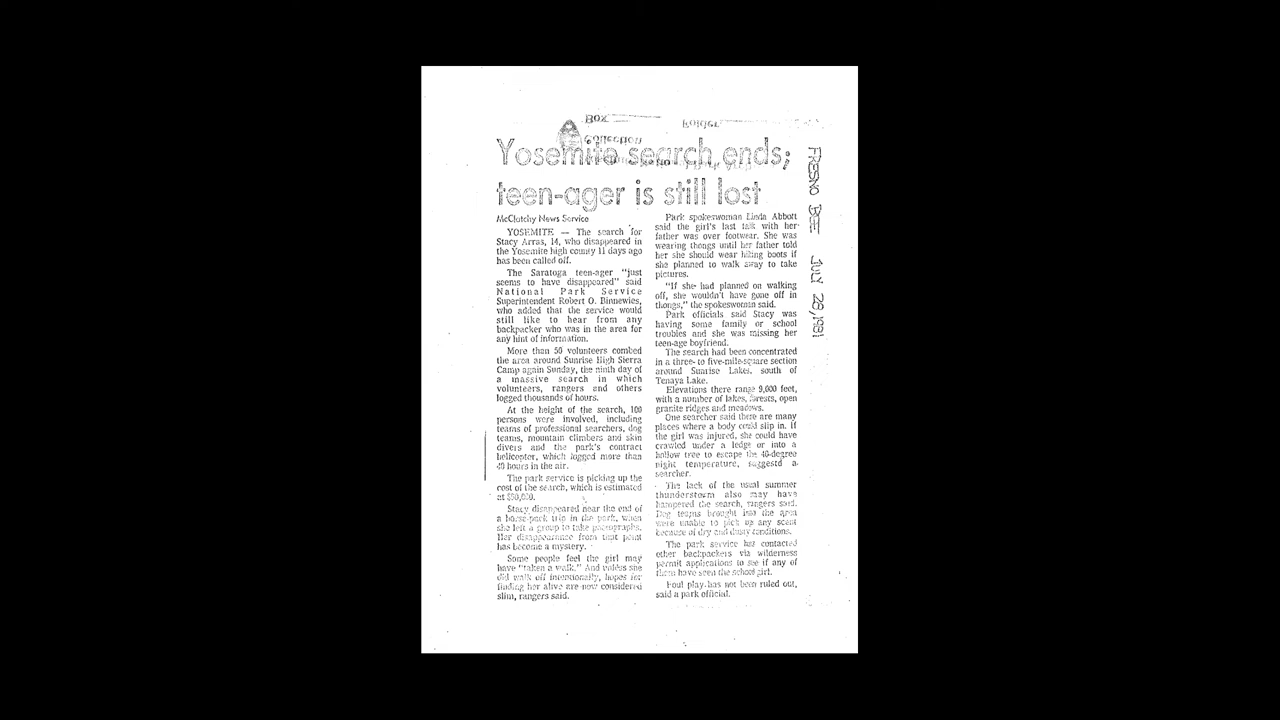 Box
Folder
Collection
Yosemite search ends;
teen-ager is still lost
McClatchy News Service
YOSEMITE — The search for
Stacy Arras, 14, who disappeared in
the Yosemite high county 11 days ago
has been called off.
The Saratoga teen-ager "just
seems to have disappeared" said
National Park Service
Superintendent Robert O. Binnewies,
who added that the service would
still like to hear from any
backpacker who was in the area for
any hint of information.
More than 50 volunteers combed
the area around Sunrise High Sierra
Camp again Sunday, the ninth day of
a massive search in which
volunteers, rangers and others
logged thousands of hours.
At the height of the search, 100
persons were involved, including
teams of professional searchers, dog
teams, mountain climbers and skin
divers and the park's contract
helicopter, which logged more than
40 hours in the air.
The park service is picking up the
cost of the search, which is estimated
at
Stacy disappeared near the end of
a horse-pack trip in the park, when
she left a group to take photographs.
Her disappearance from that point
has become a mystery.
Some people feel the girl may
have "taken a walk." And unless she
did walk off intentionally, hopes for
finding her alive are now considered
slim, rangers said.
Park spokeswoman Linda Abbott
said the girl's last talk with her
father was over footwear. She was
wearing thongs until her father told
her she should wear hiking boots if
she planned to walk away to take
pictures.
"If she had planned on walking
off, she wouldn't have gone off in
thongs," the spokeswoman said.
Park officials said Stacy was
having some family or school
troubles and she was missing her
teen-age boyfriend.
The search had been concentrated
in a three- to five-mile-square section
around Sunrise Lakes, south of
Tenaya Lake.
Elevations there range 9,000 feet,
with a number of lakes, forests, open
granite ridges and meadows.
One searcher said there are many
places where a body could slip in. If
the girl was injured, she could have
crawled under a ledge or into a
hollow tree to escape the 40-degree
night temperature, suggestd a
searcher.
The lack of the usual summer
thunderstorm also may have
hampered the search, rangers said.
Dog teams brought into the area
were unable to pick up any scent
because of dry and dusty conditions.
The park service has contacted
other backpackers via wilderness
permit applications to see if any of
them have seen the school girl.
Foul play has not been ruled out,
said a park official.
FRESNO BEE JULY 28, 1981